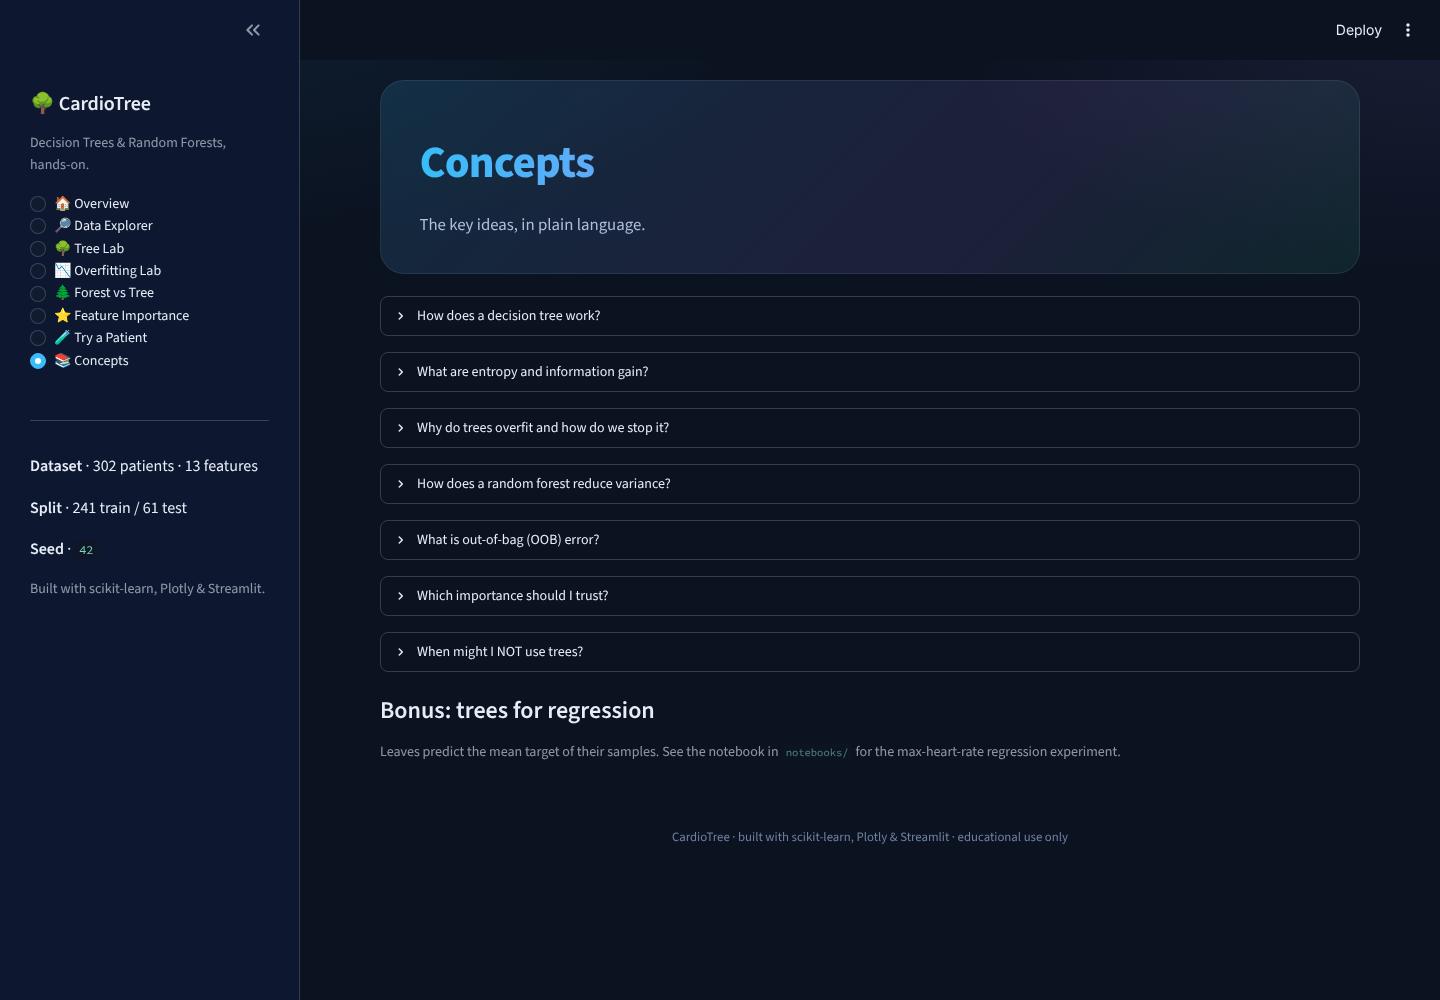 🌳 CardioTree
Decision Trees & Random Forests,
hands-on.
🏠 Overview
🔎 Data Explorer
🌳 Tree Lab
📉 Overfitting Lab
🌲 Forest vs Tree
⭐ Feature Importance
🧪 Try a Patient
📚 Concepts
Dataset · 302 patients · 13 features
Split · 241 train / 61 test
Seed · 42
Built with scikit-learn, Plotly & Streamlit.
Deploy
Concepts
The key ideas, in plain language.
How does a decision tree work?
What are entropy and information gain?
Why do trees overfit and how do we stop it?
How does a random forest reduce variance?
What is out-of-bag (OOB) error?
Which importance should I trust?
When might I NOT use trees?
Bonus: trees for regression
Leaves predict the mean target of their samples. See the notebook in notebooks/ for the max-heart-rate regression experiment.
CardioTree · built with scikit-learn, Plotly & Streamlit · educational use only